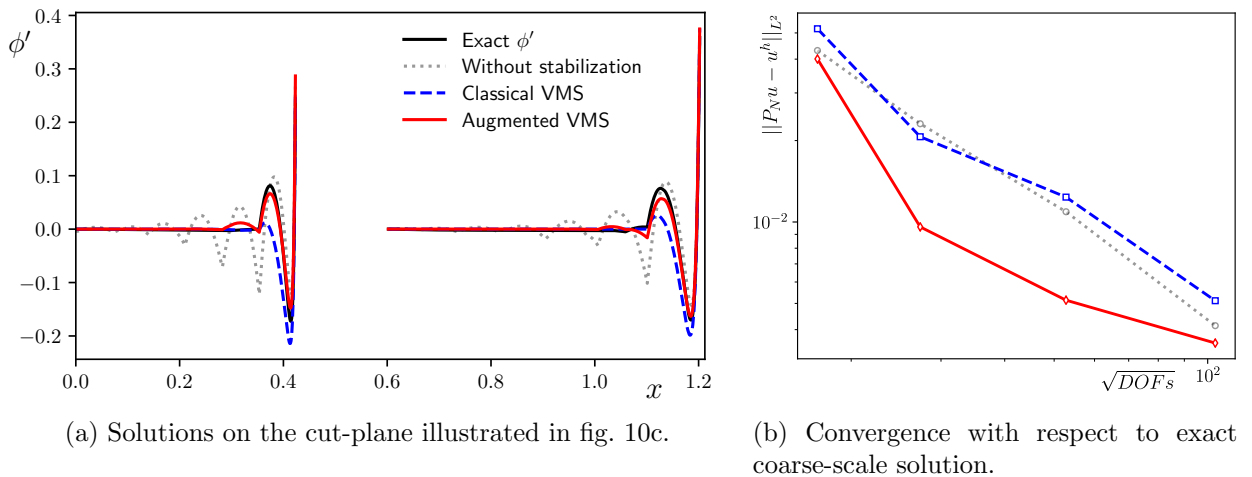 0.4
ϕ′
0.3
0.2
0.1
0.0
−0.1
−0.2
Exact ϕ′
Without stabilization
Classical VMS
Augmented VMS
0.0
0.2
0.4
0.6
0.8
1.0
1.2
x
||P_N u − u^h||_{L^2}
10^{−2}
√DOFs
10^2
(a) Solutions on the cut-plane illustrated in fig. 10c.
(b) Convergence with respect to exact
coarse-scale solution.